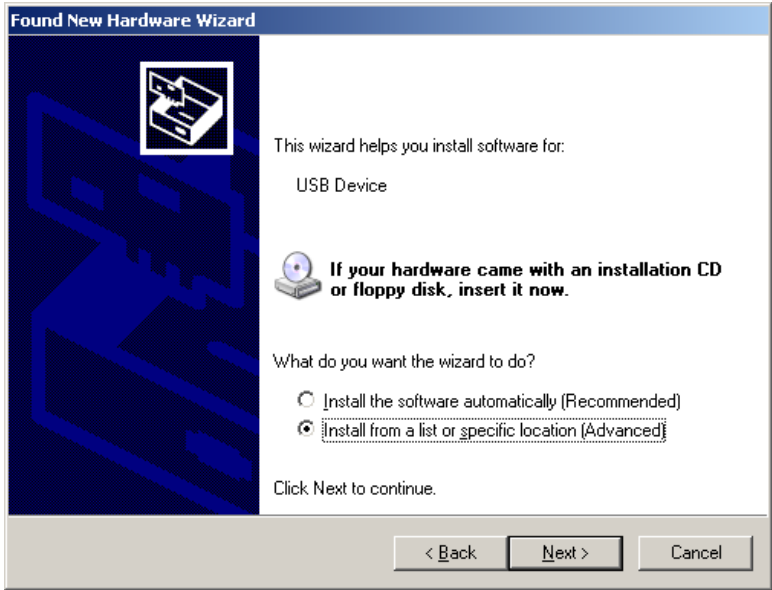 Found New Hardware Wizard
This wizard helps you install software for:
USB Device
If your hardware came with an installation CD
or floppy disk, insert it now.
What do you want the wizard to do?
Install the software automatically (Recommended)
Install from a list or specific location (Advanced)
Click Next to continue.
< Back
Next >
Cancel